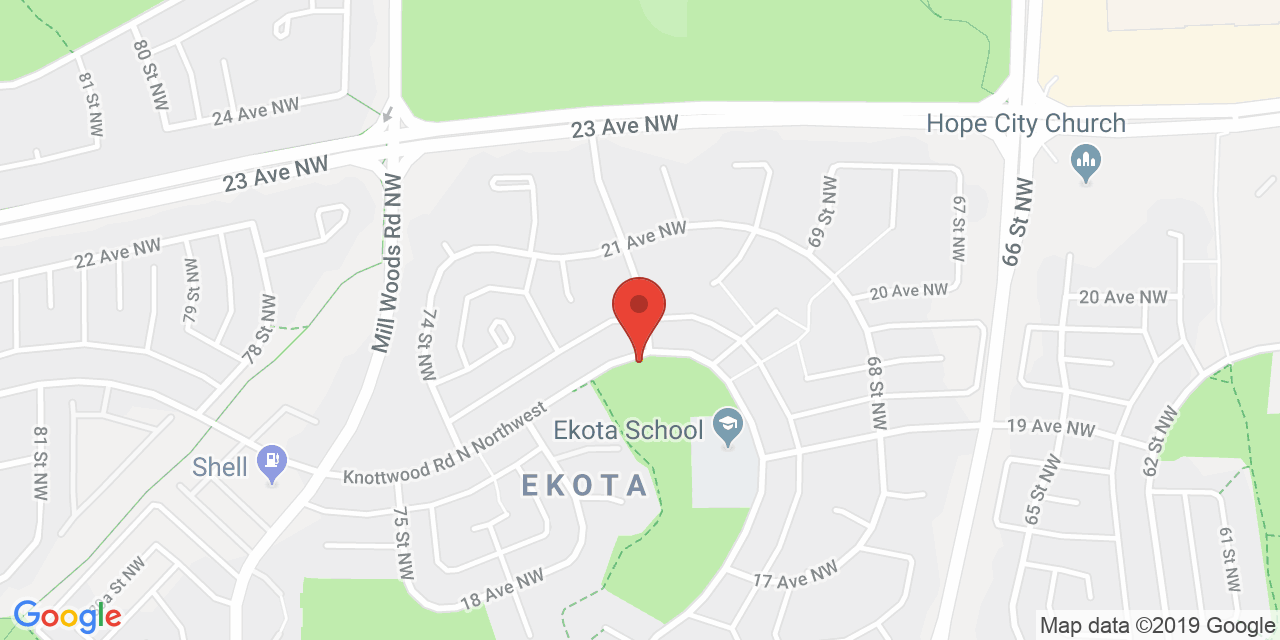 80 St NW
81 St NW
24 Ave NW
23 Ave NW
23 Ave NW
Hope City Church
Mill Woods Rd NW
66 St NW
69 St NW
67 St NW
21 Ave NW
22 Ave NW
79 St NW
78 St NW
20 Ave NW
20 Ave NW
74 St NW
68 St NW
Knottwood Rd N Northwest
Ekota School
19 Ave NW
62 St NW
81 St NW
Shell
EKOTA
65 St NW
75 St NW
61 St NW
17 Ave NW
18 Ave NW
Google
Map data ©2019 Google